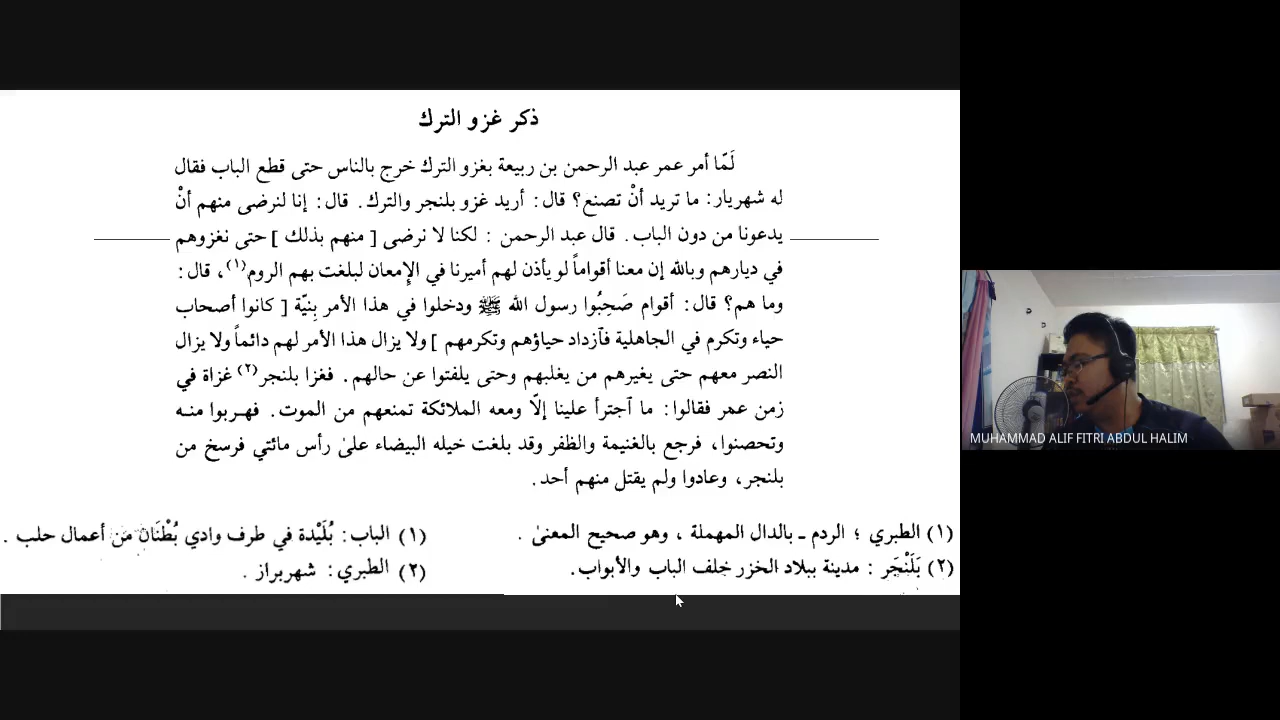 ذكر غزو الترك
لَمّا أمر عمر عبد الرحمن بن ربيعة بغزو الترك خرج بالناس حتى قطع الباب فقال
له شهريار: ما تريد أنْ تصنع؟ قال: أريد غزو بلنجر والترك. قال: إنا لنرضى منهم أنْ
يدعونا من دون الباب. قال عبد الرحمن : لكنا لا نرضى [ منهم بذلك ] حتى نغزوهم
في ديارهم وبالله إن معنا أقواماً لو يأذن لهم أميرنا في الإمعان لبلغت بهم الروم(١)، قال:
وما هم؟ قال: أقوام صَحِبُوا رسول الله ﷺ ودخلوا في هذا الأمر بِنِيّة [ كانوا أصحاب
حياء وتكرم في الجاهلية فٱزداد حياؤهم وتكرمهم ] ولا يزال هذا الأمر لهم دائماً ولا يزال
النصر معهم حتى يغيرهم من يغلبهم وحتى يلفتوا عن حالهم. فغزا بلنجر(٢) غزاة في
زمن عمر فقالوا: ما ٱجترأ علينا إلّا ومعه الملائكة تمنعهم من الموت. فهربوا منه
وتحصنوا، فرجع بالغنيمة والظفر وقد بلغت خيله البيضاء علىٰ رأس مائتي فرسخ من
بلنجر، وعادوا ولم يقتل منهم أحد.
(١) الطبري ؛ الردم ـ بالدال المهملة ، وهو صحيح المعنىٰ .
(٢) بَلَنْجَر : مدينة ببلاد الخزر خلف الباب والأبواب.
(١) الباب: بُلَيْدة في طرف وادي بُطْنَان من أعمال حلب .
(٢) الطبري: شهربراز .
MUHAMMAD ALIF FITRI ABDUL HALIM